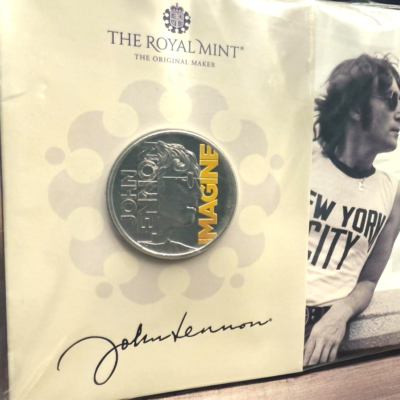 THE ROYAL MINT®
THE ORIGINAL MAKER
JOHN
LENNON
IMAGINE
John Lennon
NEW YORK
CITY